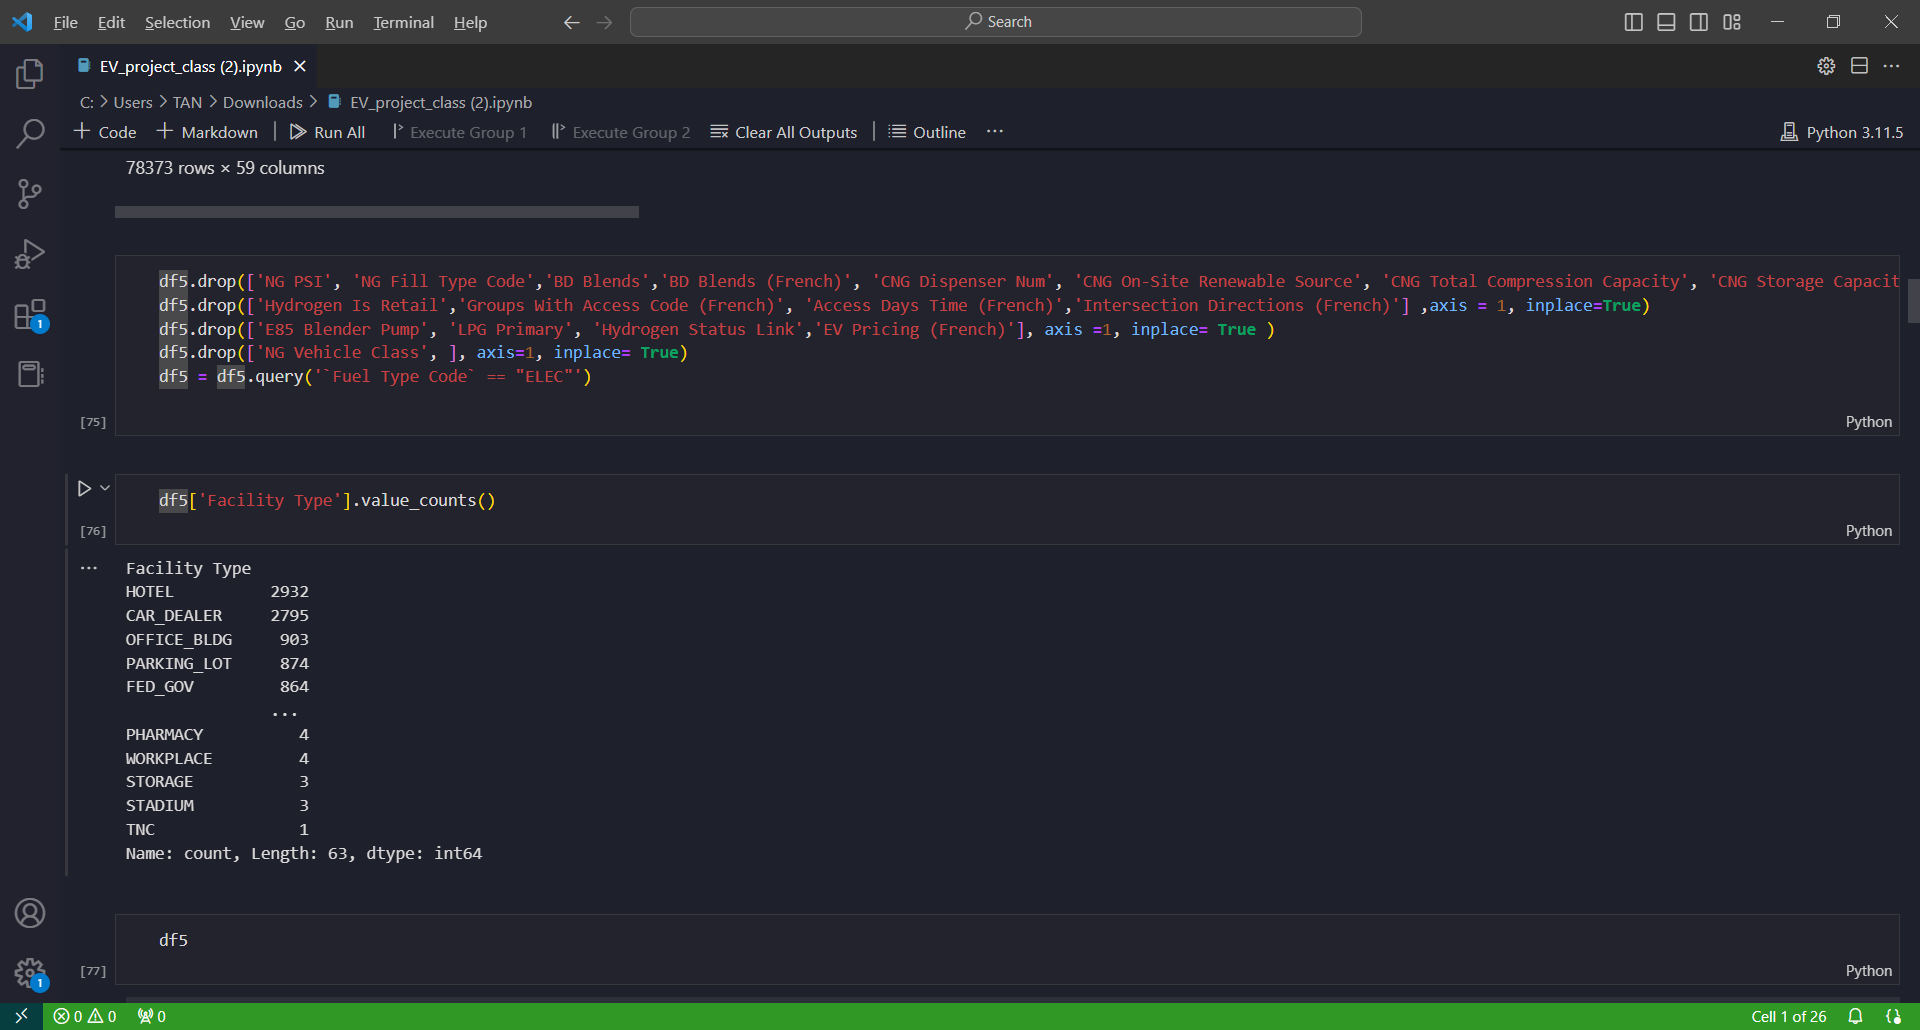 File Edit Selection View Go Run Terminal Help
Search
EV_project_class (2).ipynb
C: > Users > TAN > Downloads > EV_project_class (2).ipynb
+ Code + Markdown | Run All Execute Group 1 Execute Group 2 Clear All Outputs | Outline ... Python 3.11.5
78373 rows × 59 columns
df5.drop(['NG PSI', 'NG Fill Type Code','BD Blends','BD Blends (French)', 'CNG Dispenser Num', 'CNG On-Site Renewable Source', 'CNG Total Compression Capacity', 'CNG Storage Capacit
df5.drop(['Hydrogen Is Retail','Groups With Access Code (French)', 'Access Days Time (French)','Intersection Directions (French)'] ,axis = 1, inplace=True)
df5.drop(['E85 Blender Pump', 'LPG Primary', 'Hydrogen Status Link','EV Pricing (French)'], axis =1, inplace= True )
df5.drop(['NG Vehicle Class', ], axis=1, inplace= True)
df5 = df5.query('`Fuel Type Code` == "ELEC"')
[75]
Python
df5['Facility Type'].value_counts()
[76]
Python
... Facility Type
HOTEL 2932
CAR_DEALER 2795
OFFICE_BLDG 903
PARKING_LOT 874
FED_GOV 864
...
PHARMACY 4
WORKPLACE 4
STORAGE 3
STADIUM 3
TNC 1
Name: count, Length: 63, dtype: int64
df5
[77]
Python
1
1
0 0 0
Cell 1 of 26